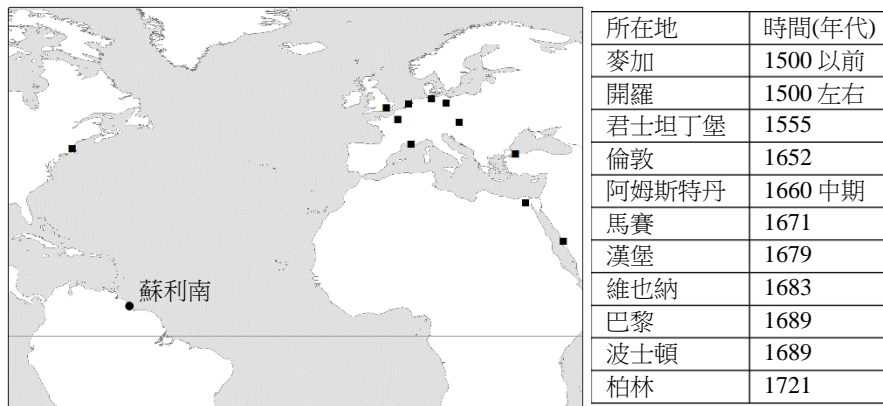 蘇利南
所在地 時間(年代)
麥加 1500 以前
開羅 1500 左右
君士坦丁堡 1555
倫敦 1652
阿姆斯特丹 1660 中期
馬賽 1671
漢堡 1679
維也納 1683
巴黎 1689
波士頓 1689
柏林 1721